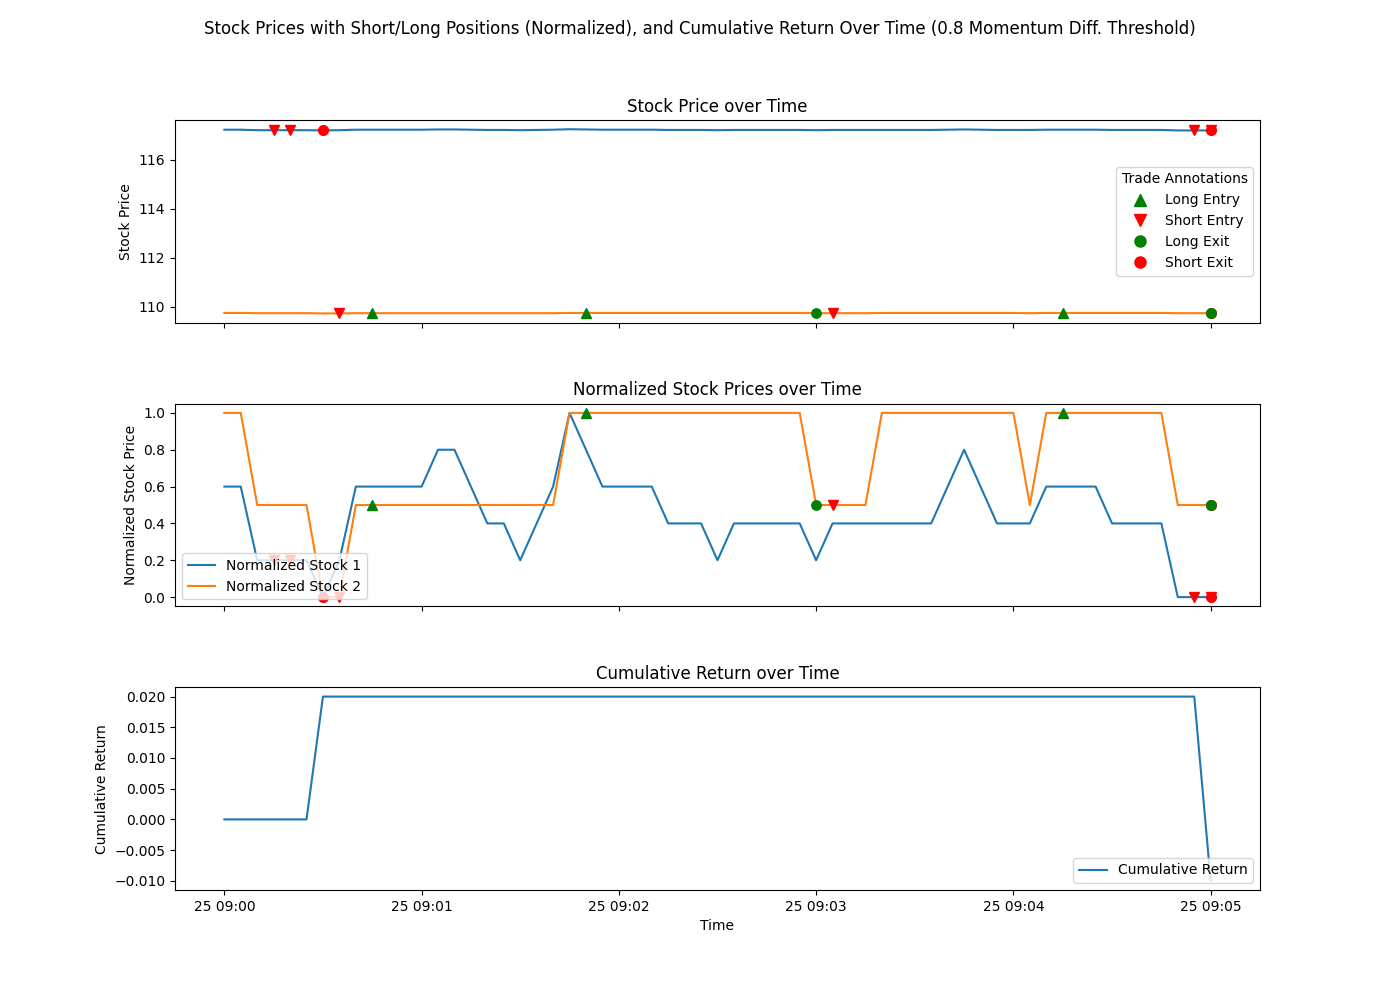 Stock Prices with Short/Long Positions (Normalized), and Cumulative Return Over Time (0.8 Momentum Diff. Threshold)
Stock Price over Time
Stock Price
116
114
112
110
Trade Annotations
Long Entry
Short Entry
Long Exit
Short Exit
Normalized Stock Prices over Time
Normalized Stock Price
1.0
0.8
0.6
0.4
0.2
0.0
Normalized Stock 1
Normalized Stock 2
Cumulative Return over Time
Cumulative Return
0.020
0.015
0.010
0.005
0.000
−0.005
−0.010
Cumulative Return
25 09:00 25 09:01 25 09:02 25 09:03 25 09:04 25 09:05
Time